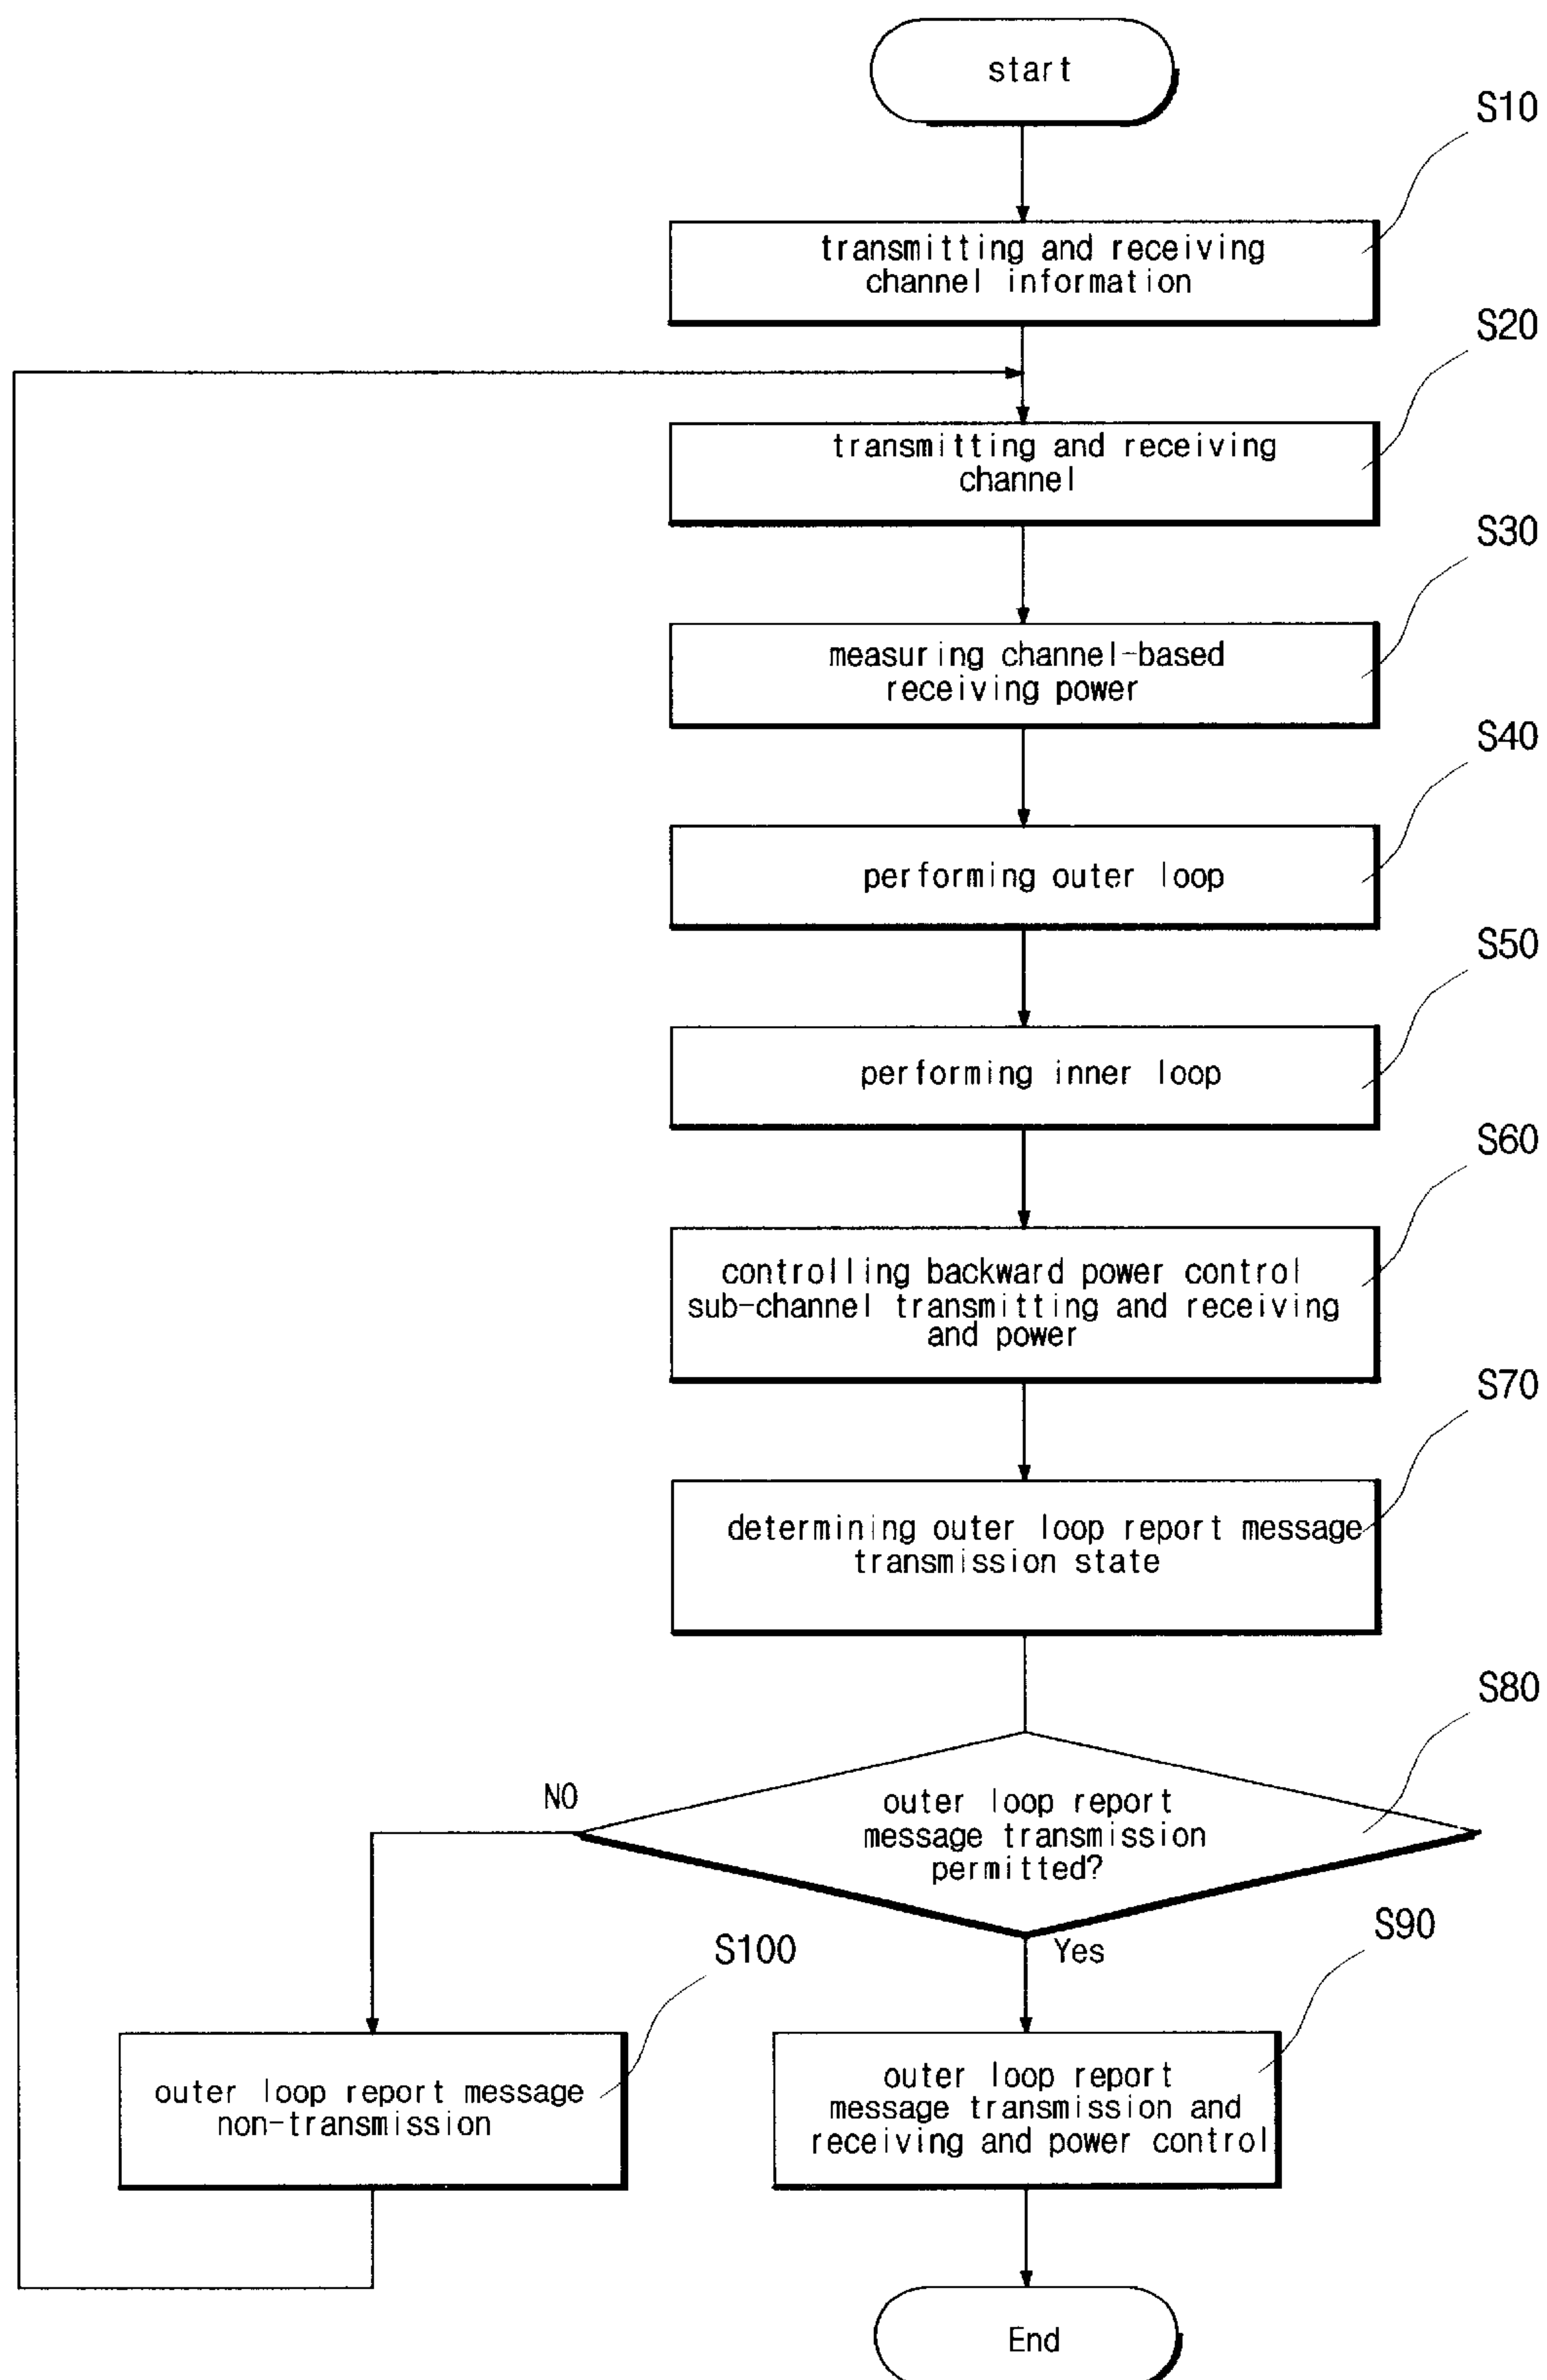 start
S10
transmitting and receiving
channel information
S20
transmitting and receiving
channel
S30
measuring channel-based
receiving power
S40
performing outer loop
S50
performing inner loop
S60
controlling backward power control
sub-channel transmitting and receiving
and power
S70
determining outer loop report message
transmission state
S80
NO
outer loop report
message transmission
permitted?
Yes
S90
S100
outer loop report message
non-transmission
outer loop report
message transmission and
receiving and power control
End